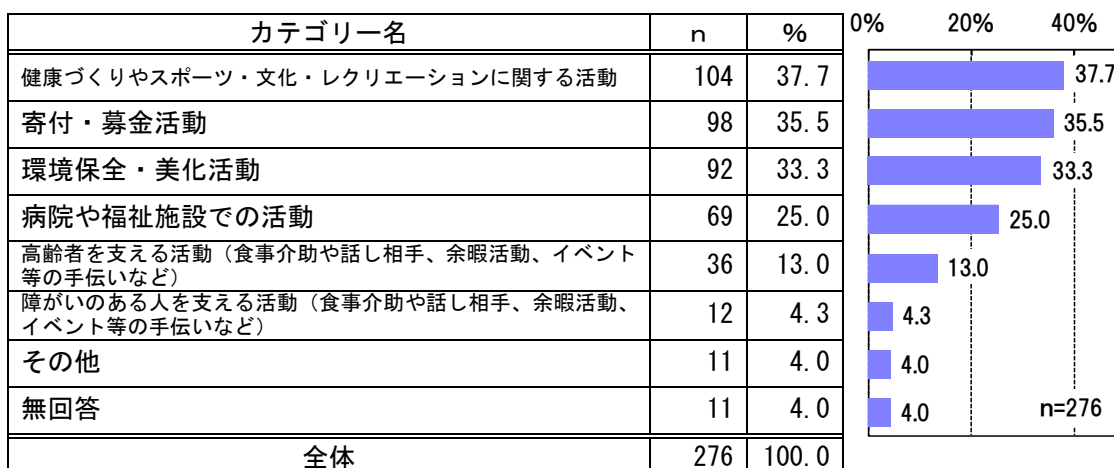 カテゴリー名 n %
健康づくりやスポーツ・文化・レクリエーションに関する活動 104 37.7
寄付・募金活動 98 35.5
環境保全・美化活動 92 33.3
病院や福祉施設での活動 69 25.0
高齢者を支える活動（食事介助や話し相手、余暇活動、イベント
等の手伝いなど） 36 13.0
障がいのある人を支える活動（食事介助や話し相手、余暇活動、
イベント等の手伝いなど） 12 4.3
その他 11 4.0
無回答 11 4.0
全体 276 100.0
0% 20% 40%
37.7
35.5
33.3
25.0
13.0
4.3
4.0
4.0 n=276